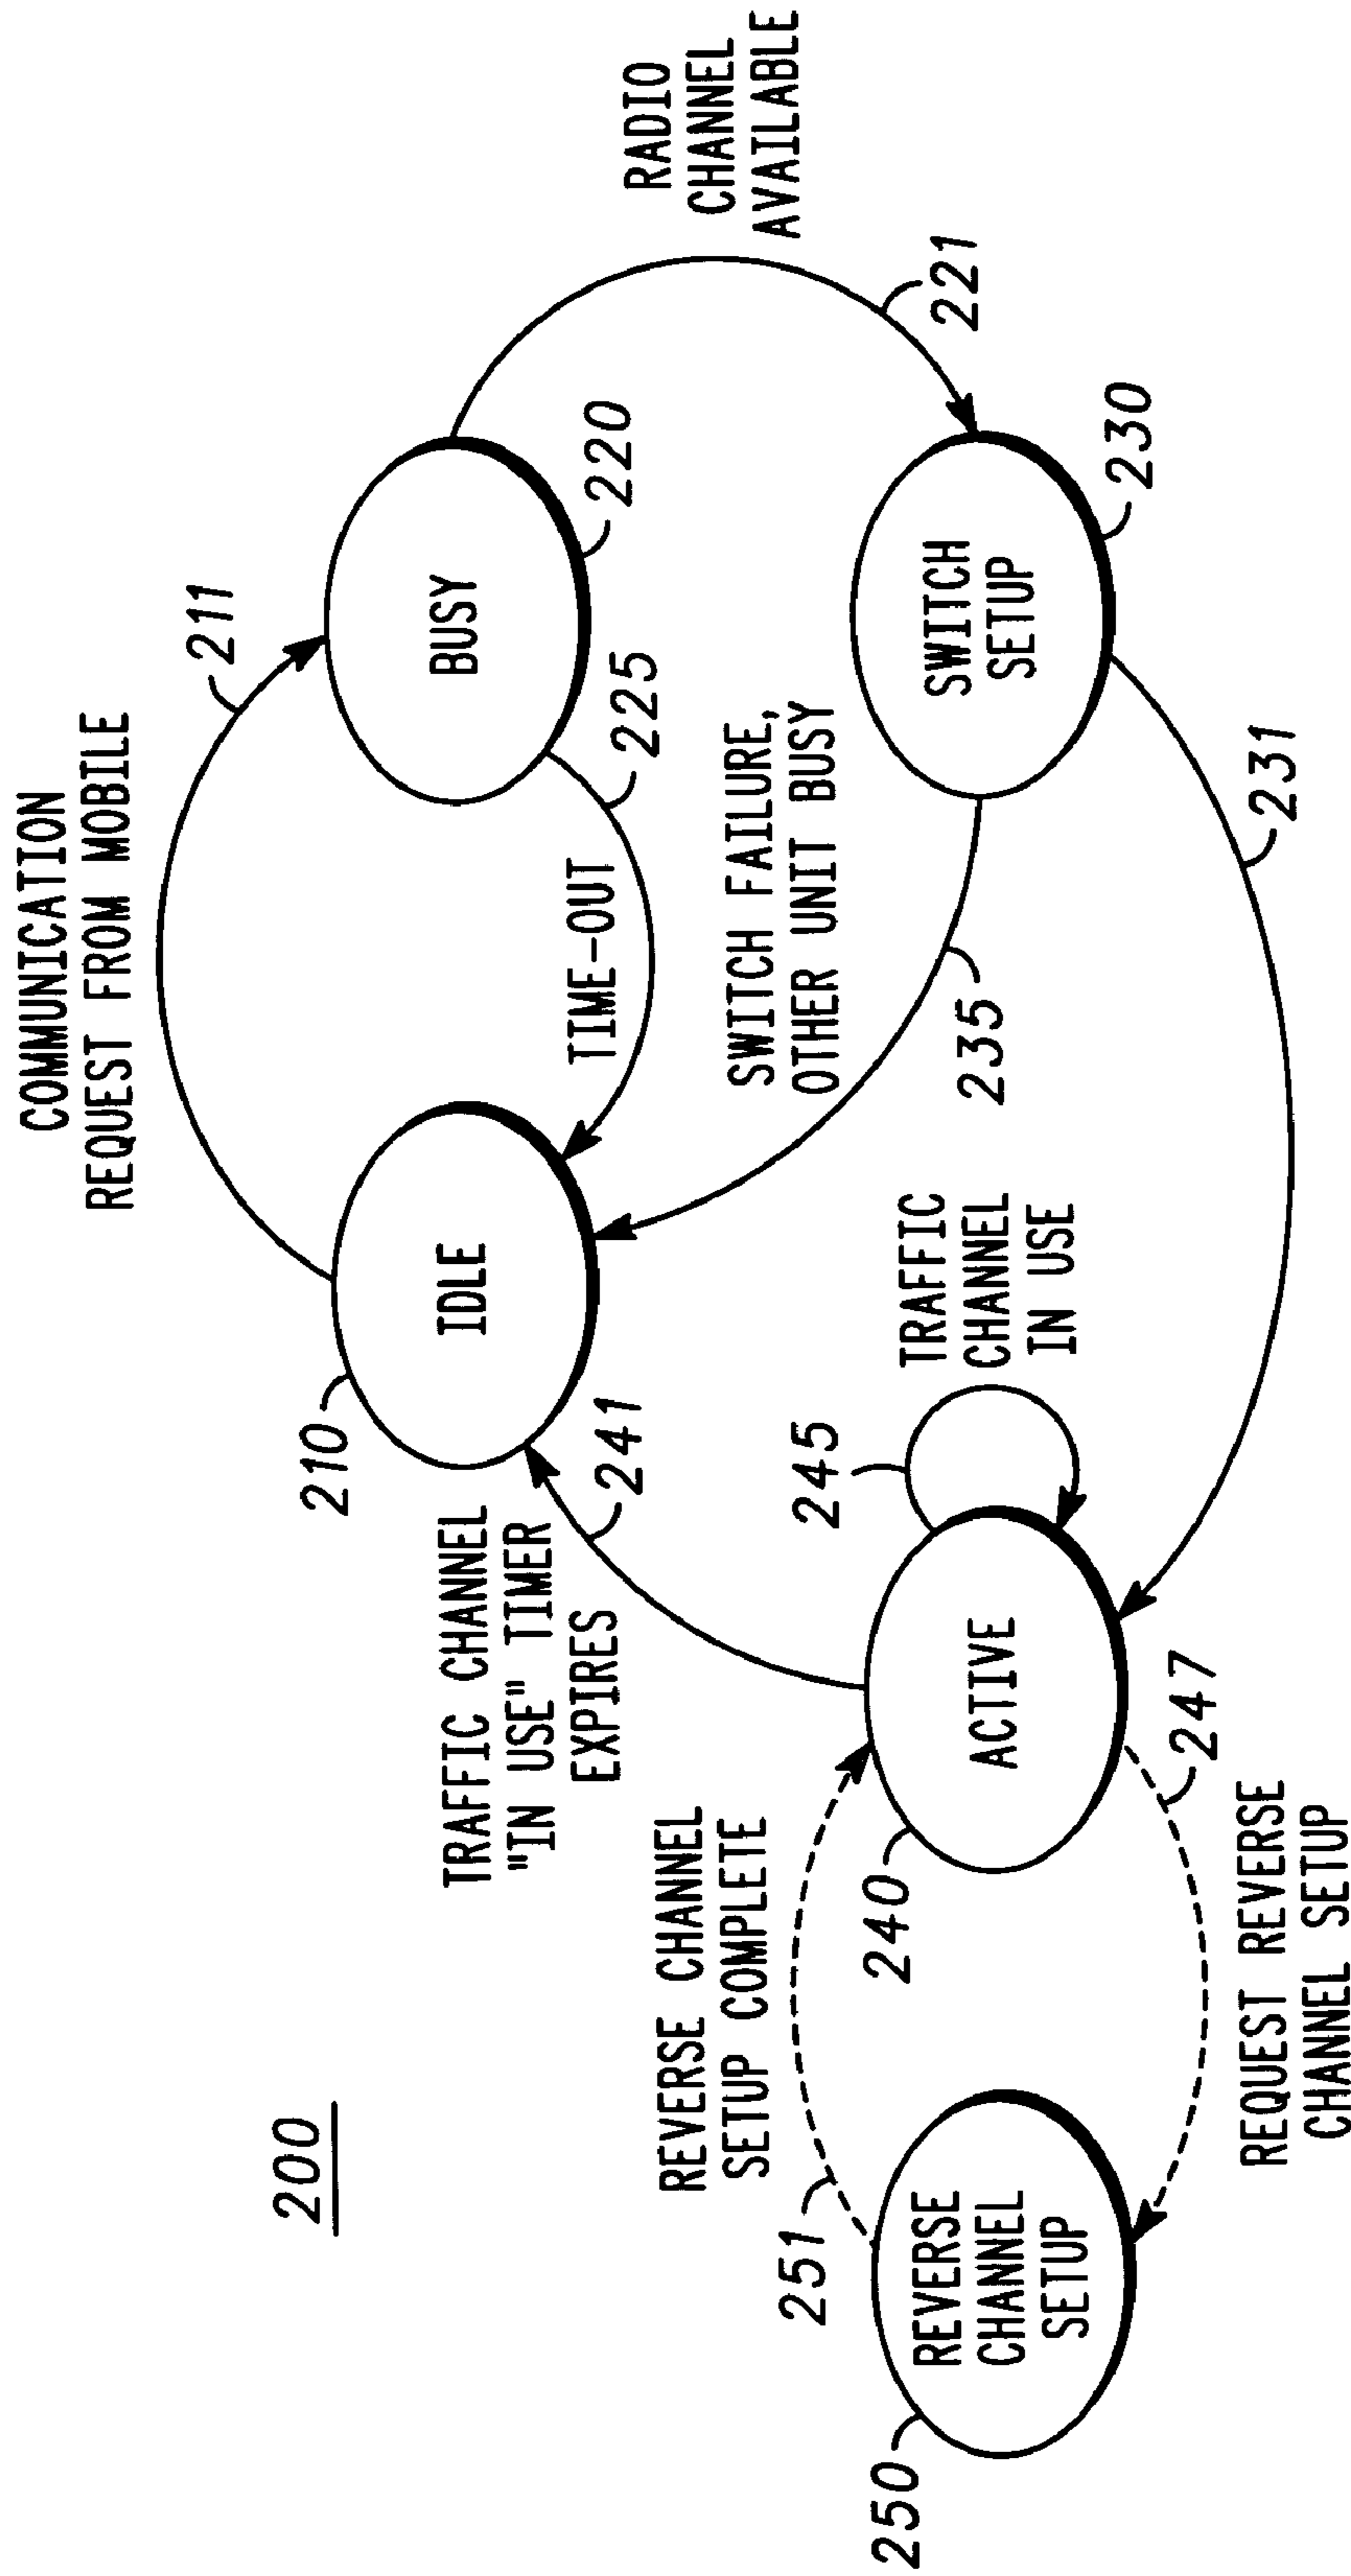 200
COMMUNICATION
REQUEST FROM MOBILE
211
210
IDLE
BUSY
220
225
TIME-OUT
RADIO
CHANNEL
AVAILABLE
221
TRAFFIC CHANNEL
"IN USE" TIMER
EXPIRES
241
SWITCH FAILURE,
OTHER UNIT BUSY
235
SWITCH
SETUP
230
231
REVERSE CHANNEL
SETUP COMPLETE
251
245
TRAFFIC
CHANNEL
IN USE
240
ACTIVE
247
250
REVERSE
CHANNEL
SETUP
REQUEST REVERSE
CHANNEL SETUP